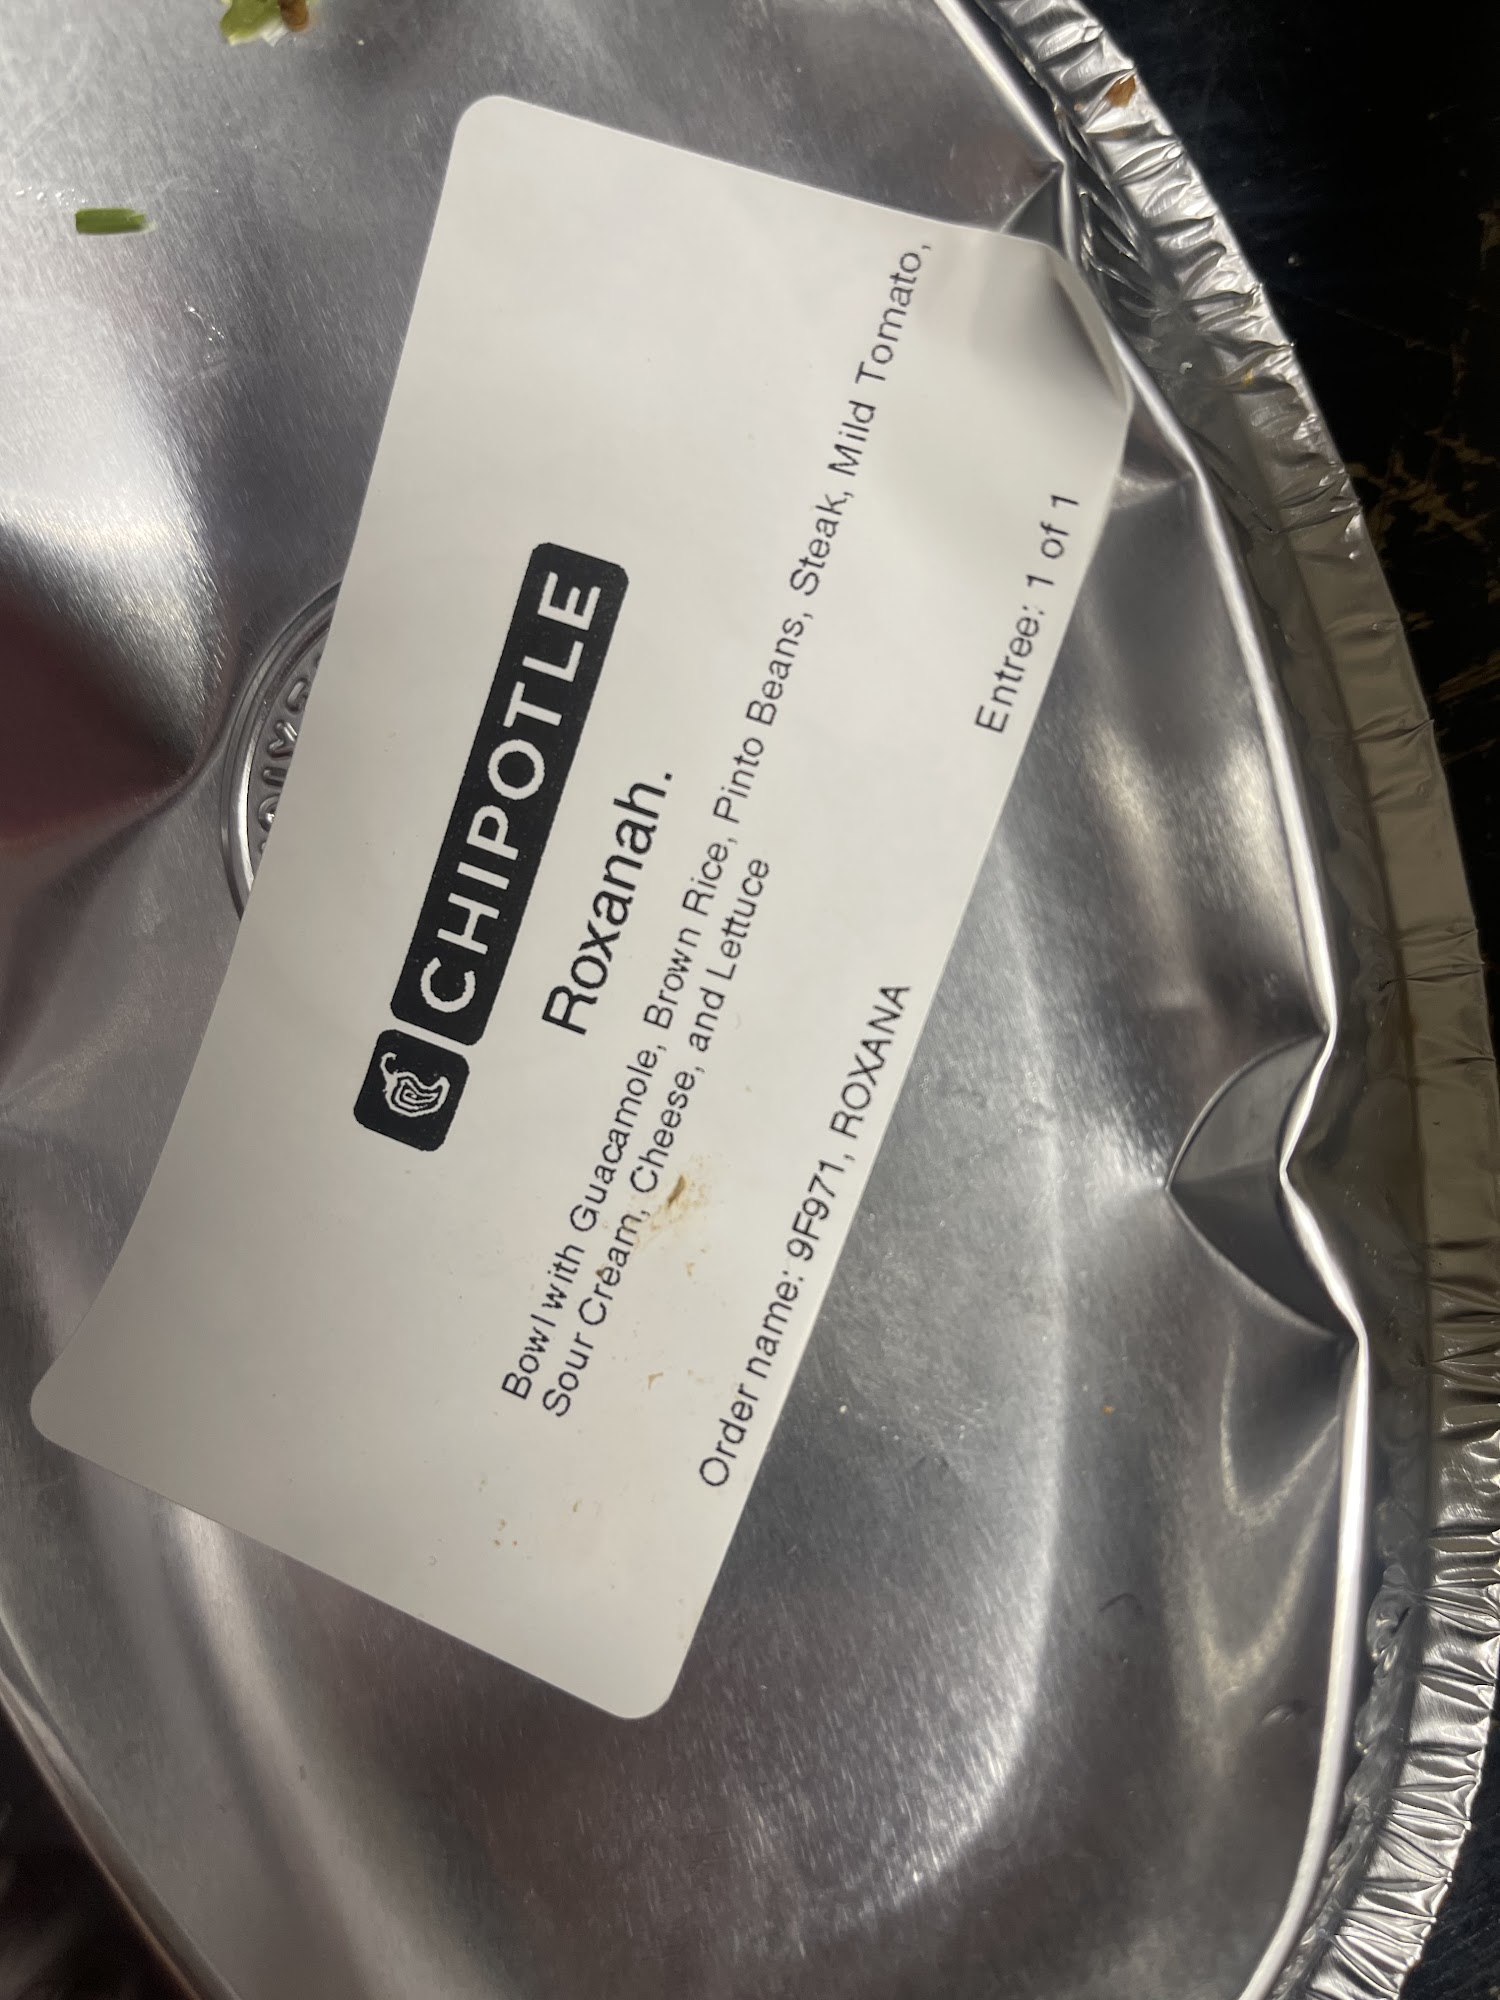 CHIPOTLE
Roxanah.
Bowl with Guacamole, Brown Rice, Pinto Beans, Steak, Mild Tomato,
Sour Cream, Cheese, and Lettuce
Entree: 1 of 1
Order name: 9F971, ROXANA